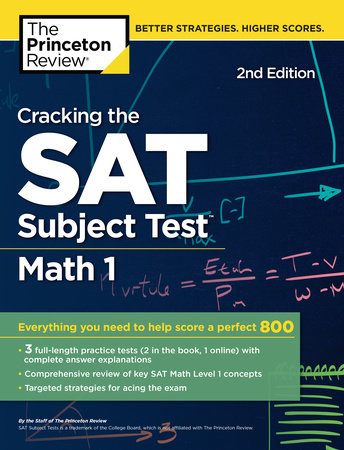 The
Princeton
Review®
BETTER STRATEGIES. HIGHER SCORES.
2nd Edition
Cracking the
SAT
Subject Test™
Math 1
Everything you need to help score a perfect 800
• 3 full-length practice tests (2 in the book, 1 online) with
complete answer explanations
• Comprehensive review of key SAT Math Level 1 concepts
• Targeted strategies for acing the exam
By the Staff of The Princeton Review
SAT Subject Tests is a trademark of the College Board, which is not affiliated with The Princeton Review.